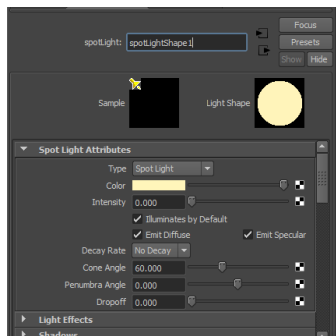 Focus
spotLight: spotLightShape1
Presets
Show Hide
Sample Light Shape
Spot Light Attributes
Type Spot Light
Color
Intensity 0.000
Illuminates by Default
Emit Diffuse Emit Specular
Decay Rate No Decay
Cone Angle 60.000
Penumbra Angle 0.000
Dropoff 0.000
Light Effects
Shadows